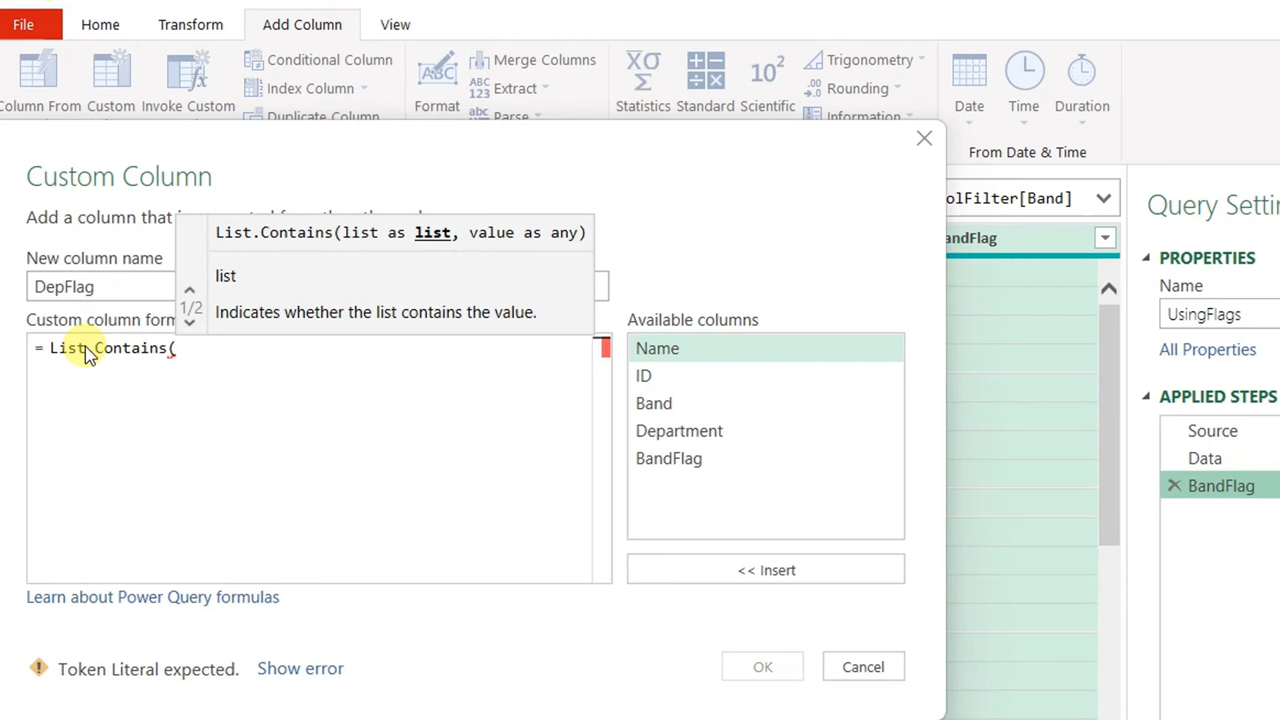 File Home Transform Add Column View
Conditional Column Merge Columns Trigonometry
Index Column Extract Rounding
Column From Custom Invoke Custom Format Statistics Standard Scientific Date Time Duration
Duplicate Column Parse Information
From Date & Time
Custom Column
Add a column that
List.Contains(list as list, value as any)
list
Indicates whether the list contains the value.
1/2
New column name
DepFlag
Custom column form
= List.Contains(
Available columns
Name
ID
Band
Department
BandFlag
<< Insert
Learn about Power Query formulas
Token Literal expected. Show error
OK Cancel
olFilter[Band]
andFlag
Query Setti
PROPERTIES
Name
UsingFlags
All Properties
APPLIED STEPS
Source
Data
BandFlag